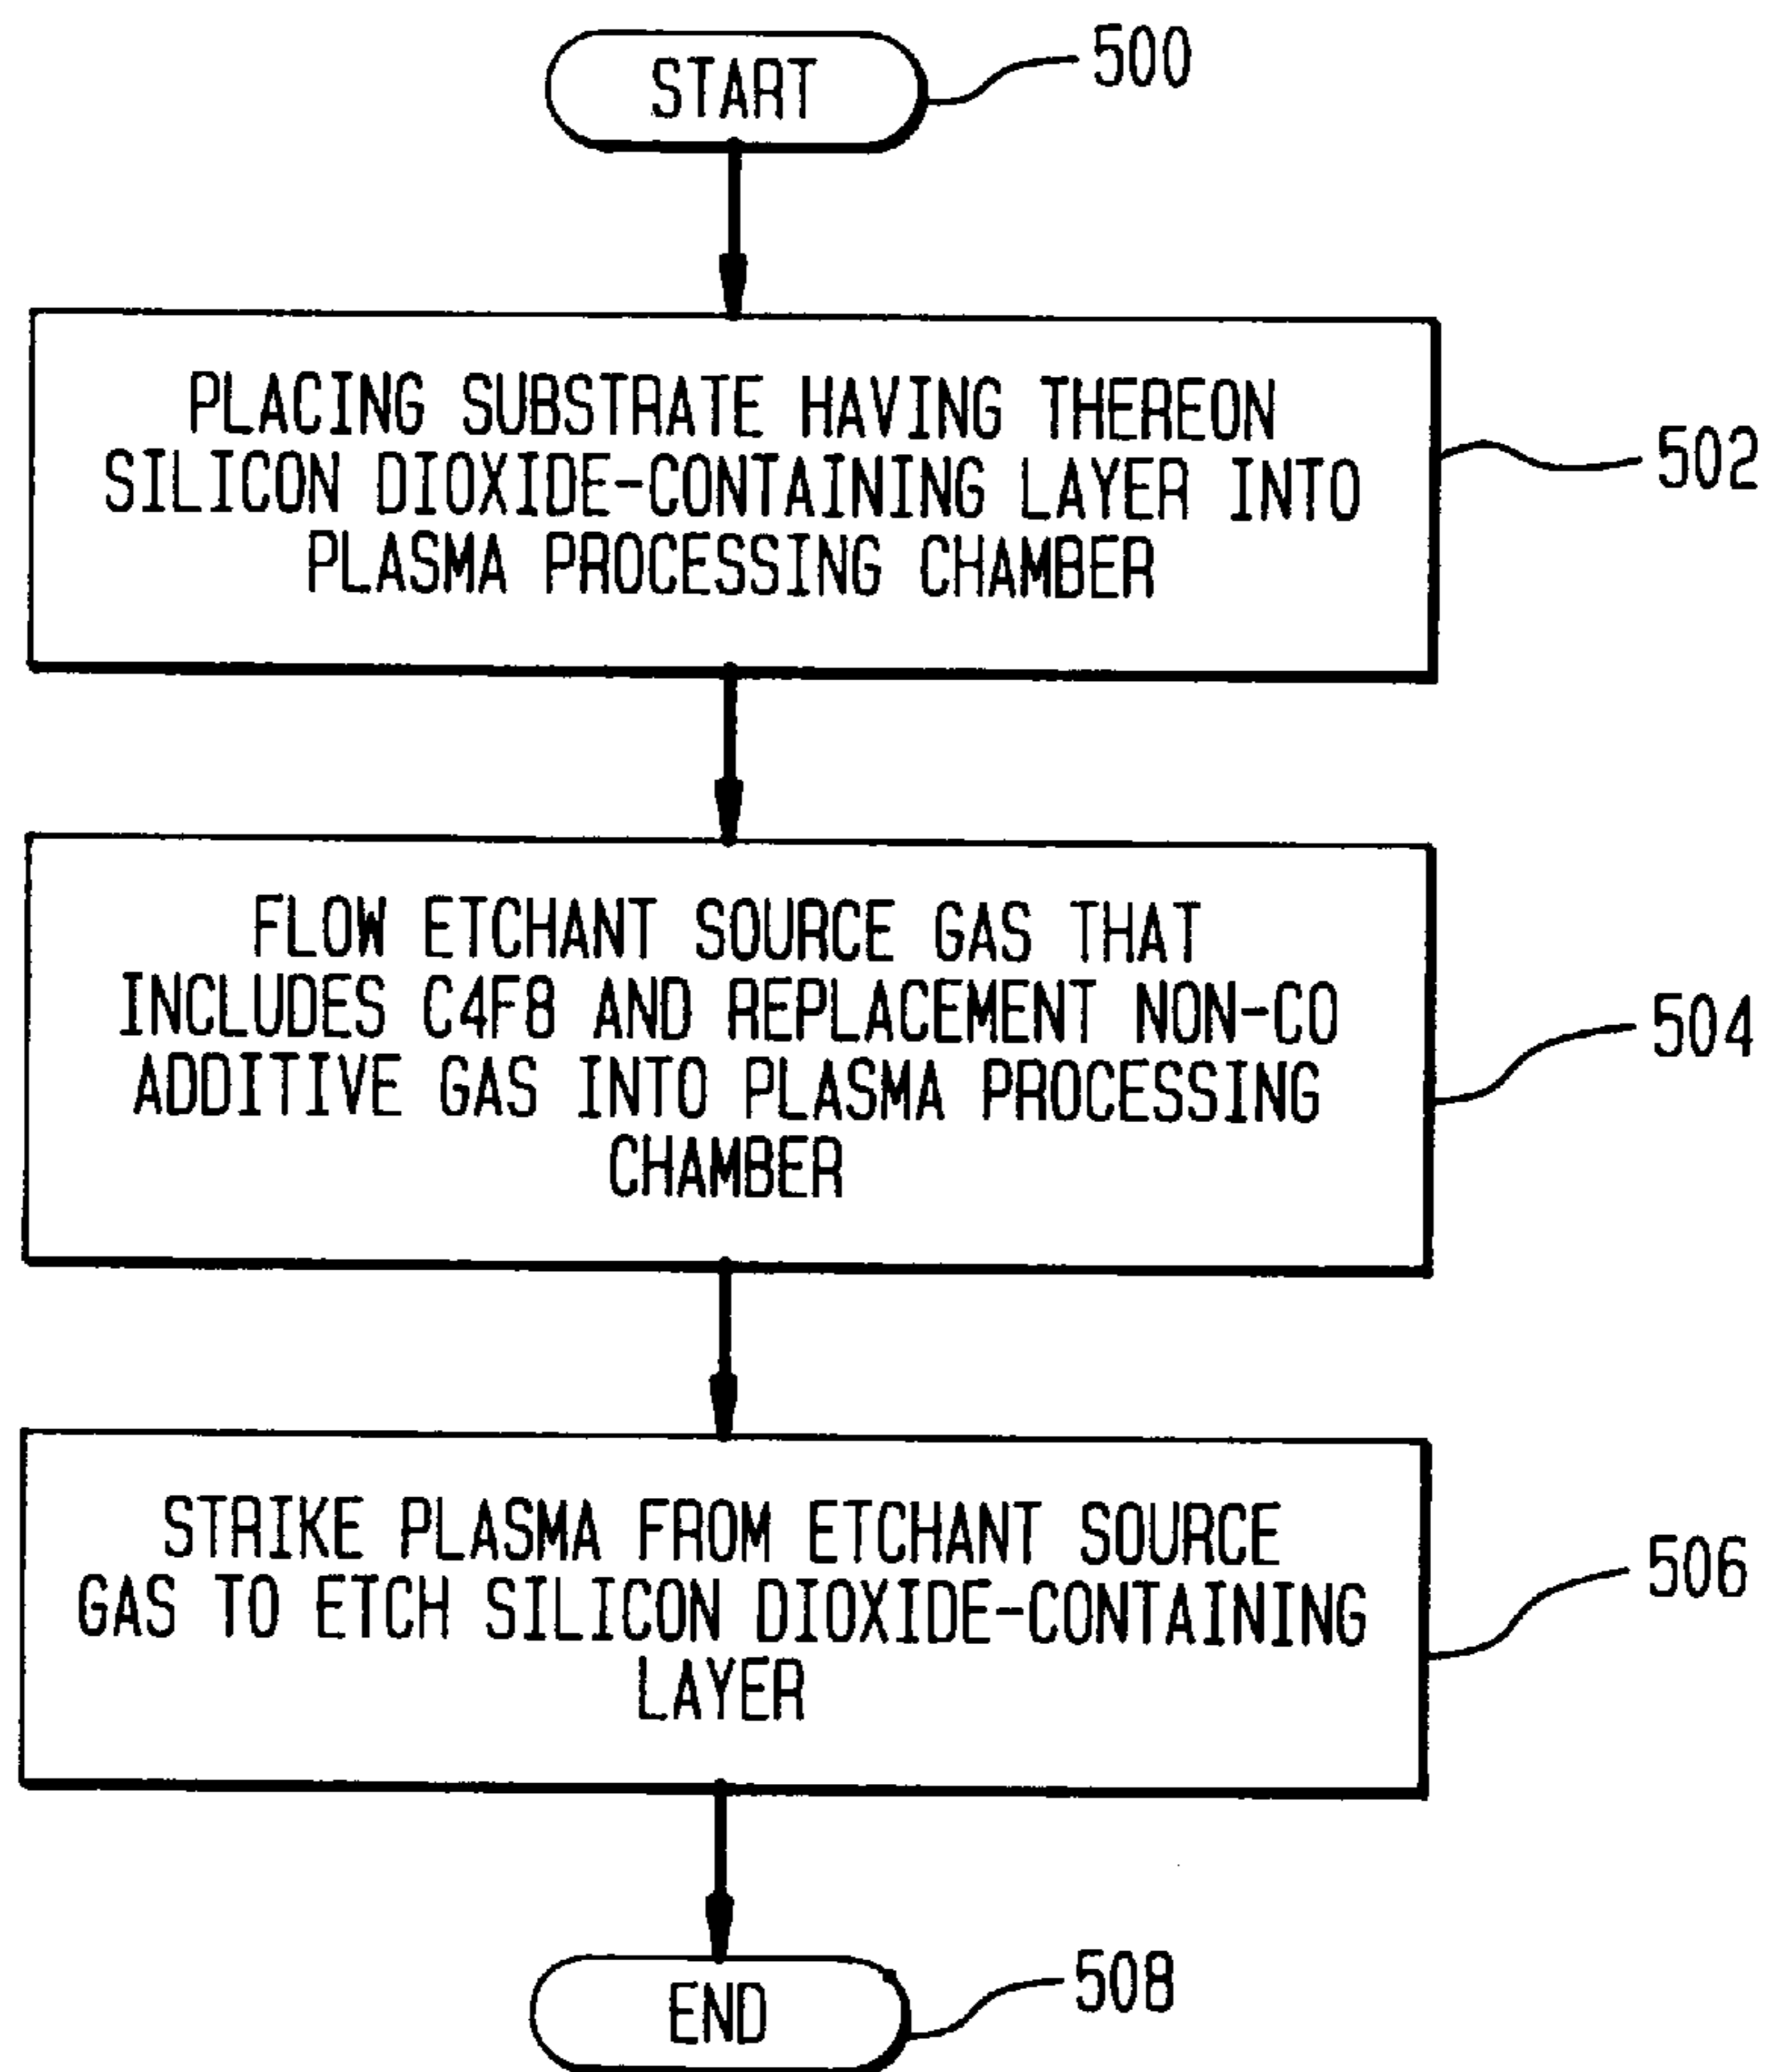 START
500
PLACING SUBSTRATE HAVING THEREON
SILICON DIOXIDE-CONTAINING LAYER INTO
PLASMA PROCESSING CHAMBER
502
FLOW ETCHANT SOURCE GAS THAT
INCLUDES C4F8 AND REPLACEMENT NON-CO
ADDITIVE GAS INTO PLASMA PROCESSING
CHAMBER
504
STRIKE PLASMA FROM ETCHANT SOURCE
GAS TO ETCH SILICON DIOXIDE-CONTAINING
LAYER
506
END
508